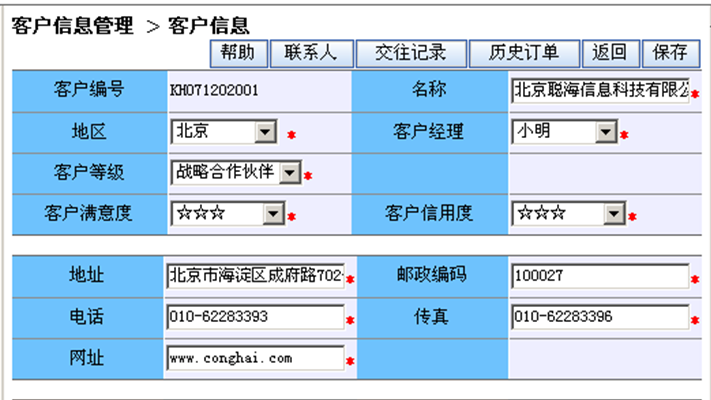 客户信息管理 > 客户信息
帮助 联系人 交往记录 历史订单 返回 保存
客户编号 KH071202001 名称 北京聪海信息科技有限公
地区 北京 * 客户经理 小明 *
客户等级 战略合作伙伴 *
客户满意度 ☆☆☆ * 客户信用度 ☆☆☆ *
地址 北京市海淀区成府路702 * 邮政编码 100027 *
电话 010-62283393 * 传真 010-62283396 *
网址 www.conghai.com *